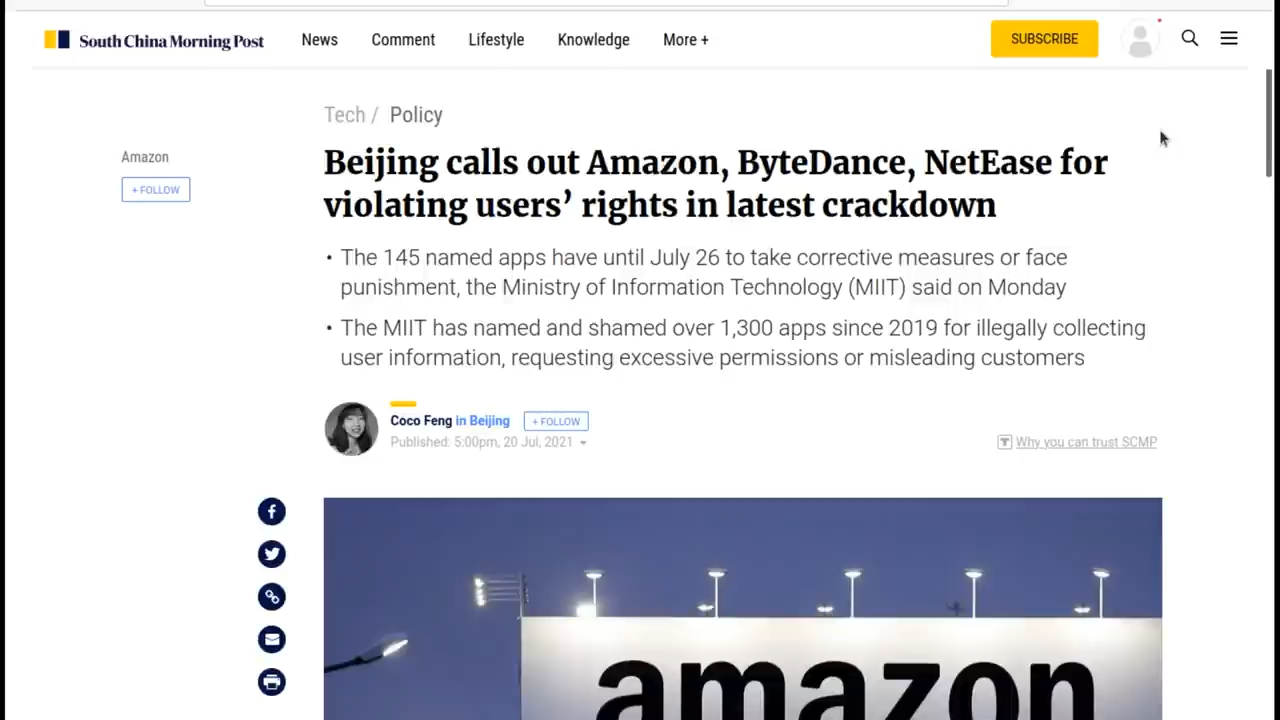 South China Morning Post News Comment Lifestyle Knowledge More + SUBSCRIBE
Tech / Policy
Amazon
+ FOLLOW
Beijing calls out Amazon, ByteDance, NetEase for
violating users’ rights in latest crackdown
• The 145 named apps have until July 26 to take corrective measures or face
punishment, the Ministry of Information Technology (MIIT) said on Monday
• The MIIT has named and shamed over 1,300 apps since 2019 for illegally collecting
user information, requesting excessive permissions or misleading customers
Coco Feng in Beijing + FOLLOW
Published: 5:00pm, 20 Jul, 2021
Why you can trust SCMP
amazon